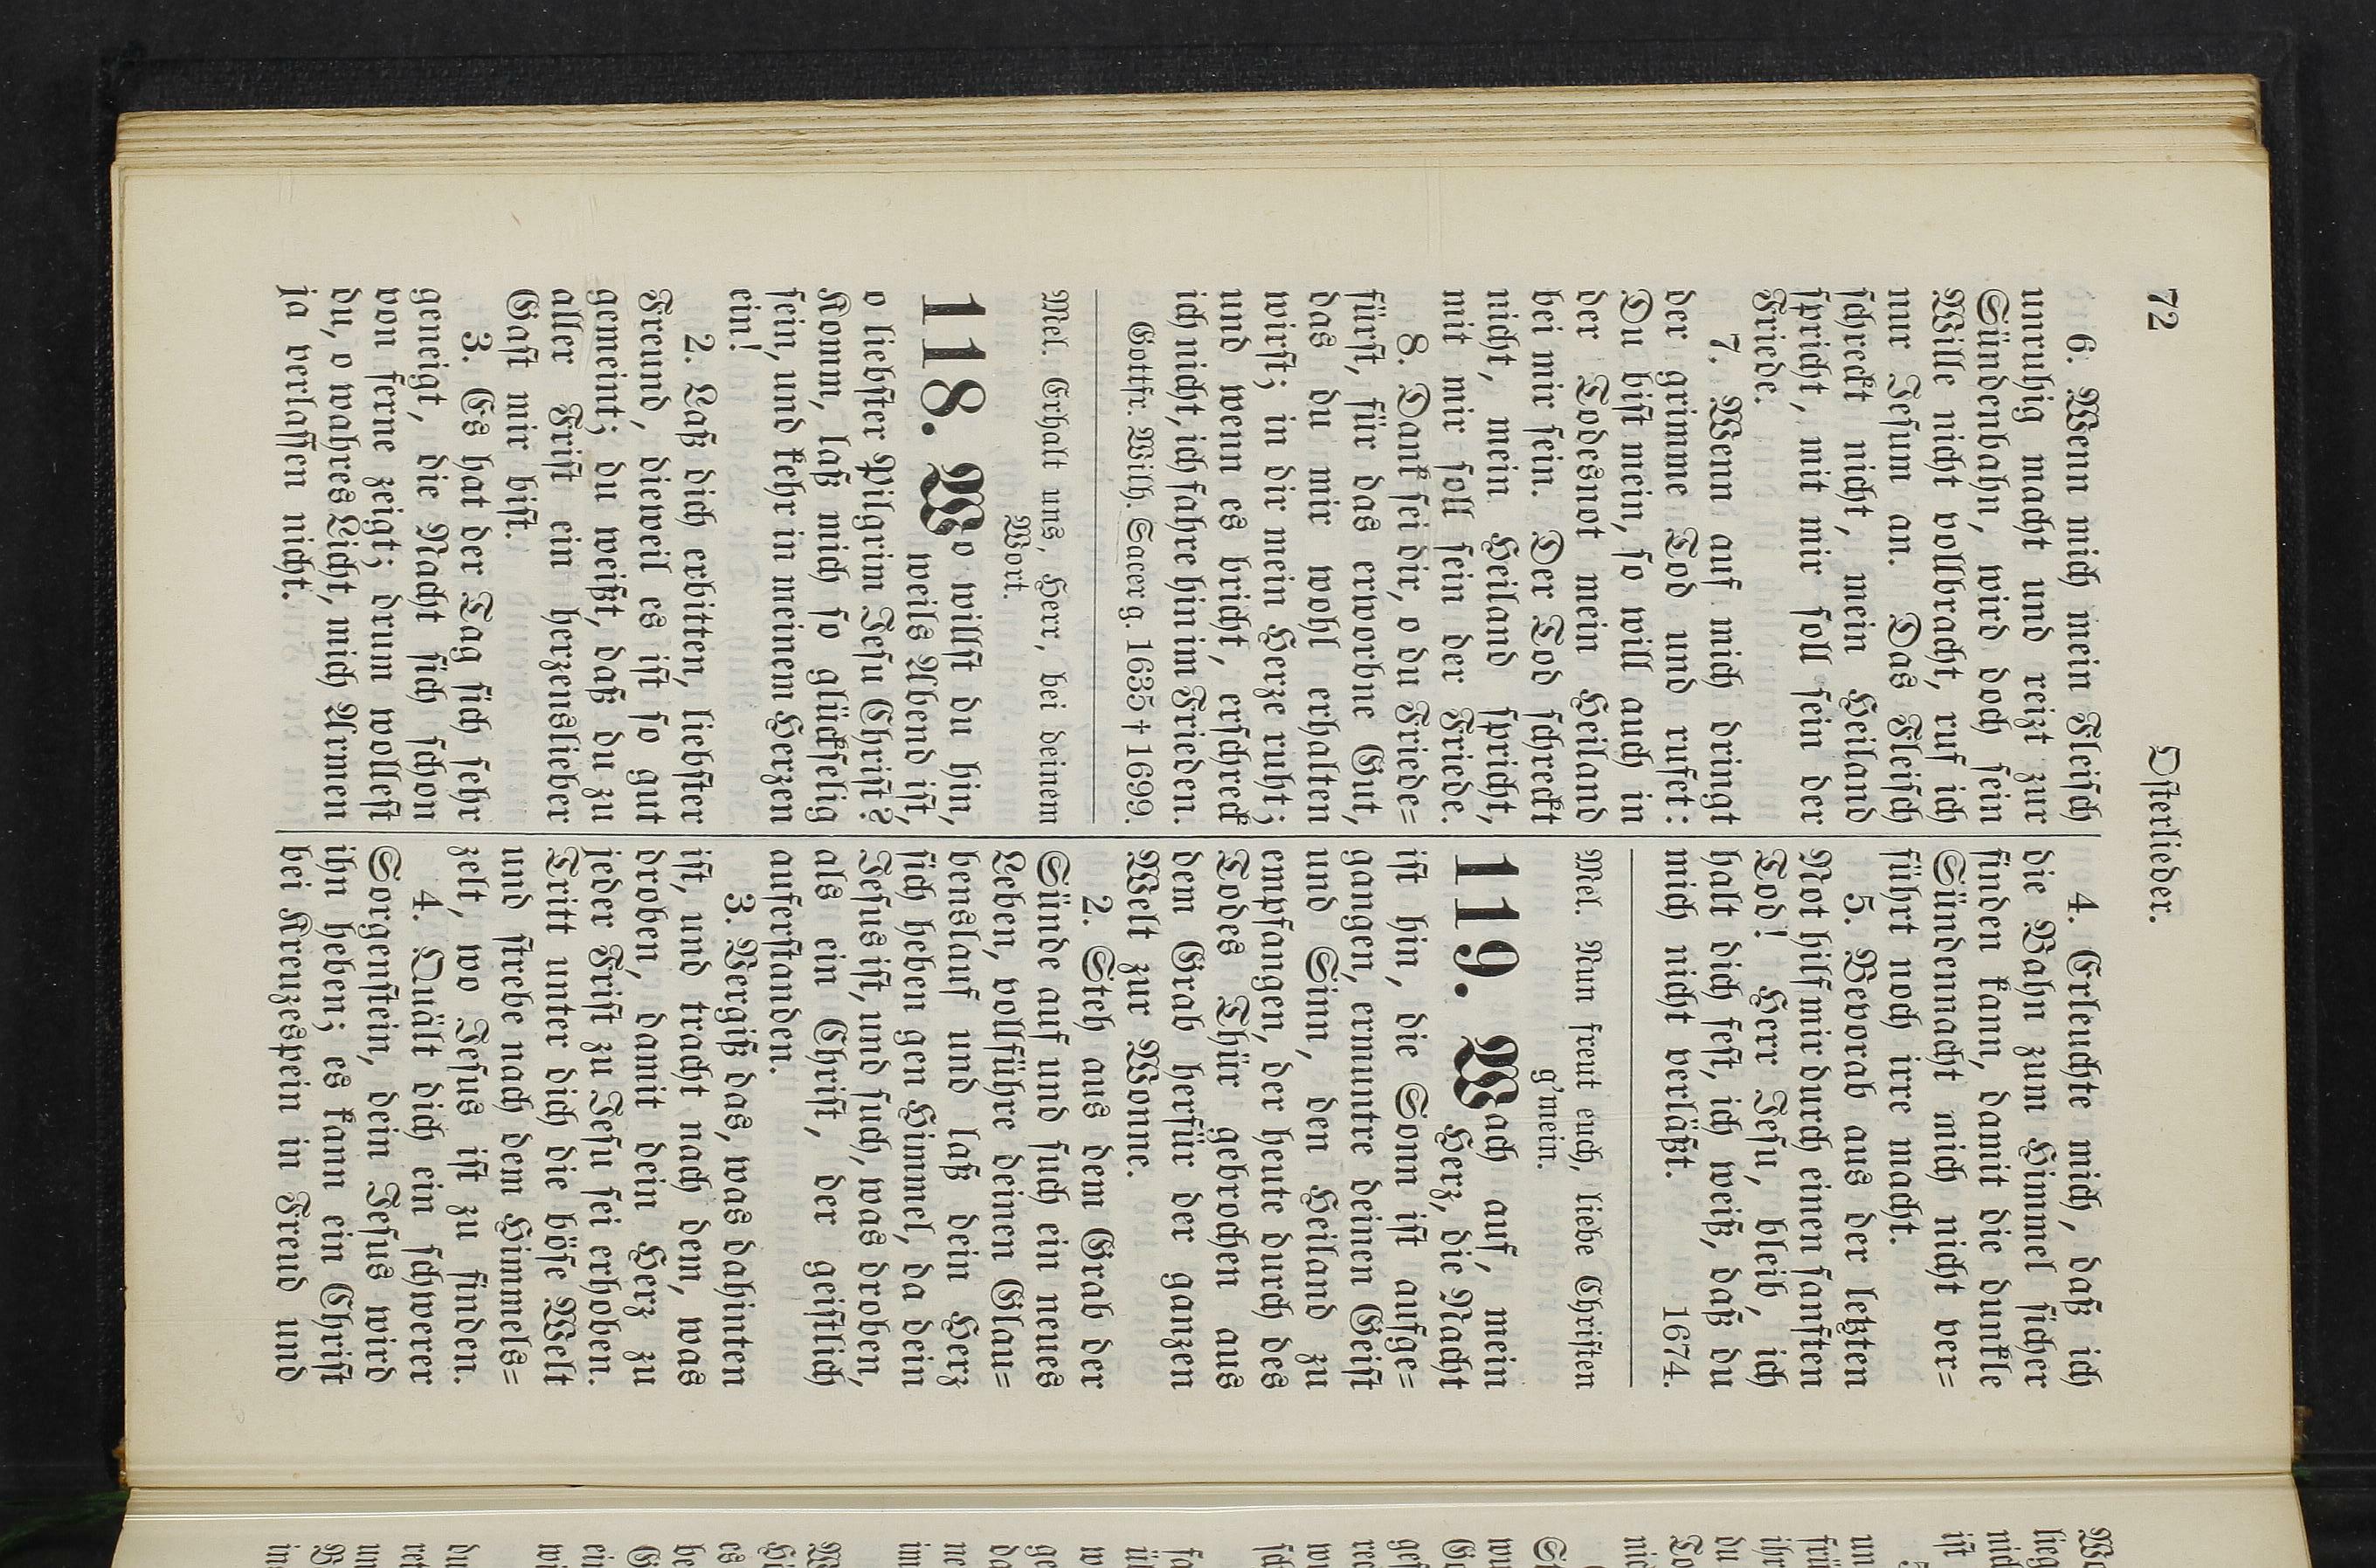 72
Osterlieder.
6. Wenn mich mein Fleisch
unruhig macht und reizt zur
Sündenbahn, wird doch sein
Wille nicht vollbracht, ruf ich
nur Jesum an. Das Fleisch
schreckt nicht, mein Heiland
spricht, mit mir soll sein der
Friede.
7. Wenn auf mich dringt
der grimme Tod und rufet:
Du bist mein, so will auch in
der Todesnot mein Heiland
bei mir sein. Der Tod schreckt
nicht, mein Heiland spricht,
mit mir soll sein der Friede.
8. Dank sei dir, o du Friede=
fürst, für das erworbne Gut,
das du mir wohl erhalten
wirst; in dir mein Herze ruht;
und wenn es bricht, erschreck
ich nicht, ich fahre hin im Frieden.
Gottfr. Wilh. Sacer g. 1635 † 1699.
Mel. Erhalt uns, Herr, bei deinem
Wort.
118. Wo willst du hin,
weils Abend ist,
o liebster Pilgrim Jesu Christ?
Komm, laß mich so glückselig
sein, und kehr in meinem Herzen
ein!
2. Laß dich erbitten, liebster
Freund, dieweil es ist so gut
gemeint; du weißt, daß du zu
aller Frist ein herzenslieber
Gast mir bist.
3. Es hat der Tag sich sehr
geneigt, die Nacht sich schon
von ferne zeigt; drum wollest
du, o wahres Licht, mich Armen
ja verlassen nicht.
4. Erleuchte mich, daß ich
die Bahn zum Himmel sicher
finden kann, damit die dunkle
Sündenmacht mich nicht ver=
führt noch irre macht.
5. Bevorab aus der letzten
Not hilf mir durch einen sanften
Tod! Herr Jesu, bleib, ich
halt dich fest, ich weiß, daß du
mich nicht verläßt. 1674.
Mel. Nun freut euch, liebe Christen
g'mein.
119. Wach auf, mein
Herz, die Nacht
ist hin, die Sonn ist aufge=
gangen, ermuntre deinen Geist
und Sinn, den Heiland zu
empfangen, der heute durch des
Todes Thür gebrochen aus
dem Grab herfür der ganzen
Welt zur Wonne.
2. Steh aus dem Grab der
Sünde auf und such ein neues
Leben, vollführe deinen Glau=
benslauf und laß dein Herz
sich heben gen Himmel, da dein
Jesus ist, und such, was droben,
als ein Christ, der geistlich
auferstanden.
3. Vergiß das, was dahinten
ist, und tracht nach dem, was
droben, damit dein Herz zu
jeder Frist zu Jesu sei erhoben.
Tritt unter dich die böse Welt
und strebe nach dem Himmels=
zelt, wo Jesus ist zu finden.
4. Quält dich ein schwerer
Sorgenstein, dein Jesus wird
ihn heben; es kann ein Christ
bei Kreuzespein in Freud und